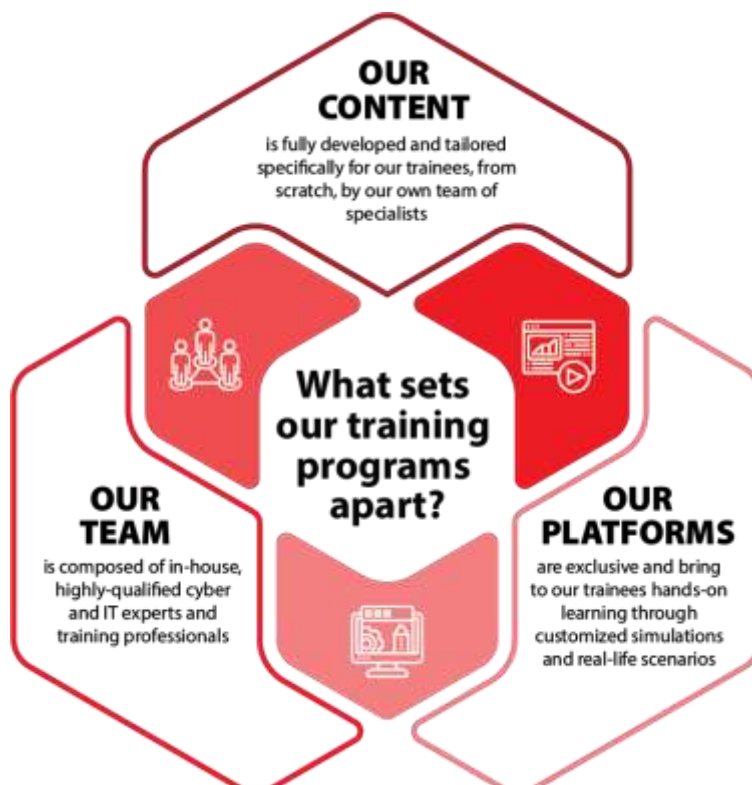 OUR
CONTENT
is fully developed and tailored
specifically for our trainees, from
scratch, by our own team of
specialists
What sets
our training
programs
apart?
OUR
TEAM
is composed of in-house,
highly-qualified cyber
and IT experts and
training professionals
OUR
PLATFORMS
are exclusive and bring
to our trainees hands-on
learning through
customized simulations
and real-life scenarios